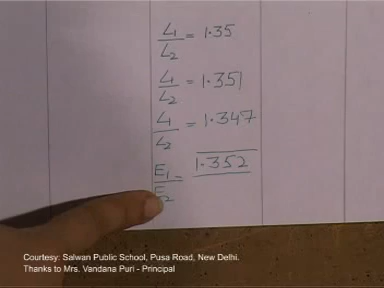 L1/L2 = 1.35
L1/L2 = 1.351
L1/L2 = 1.347
E1/E2 = 1.352
Courtesy: Salwan Public School, Pusa Road, New Delhi.
Thanks to Mrs. Vandana Puri - Principal